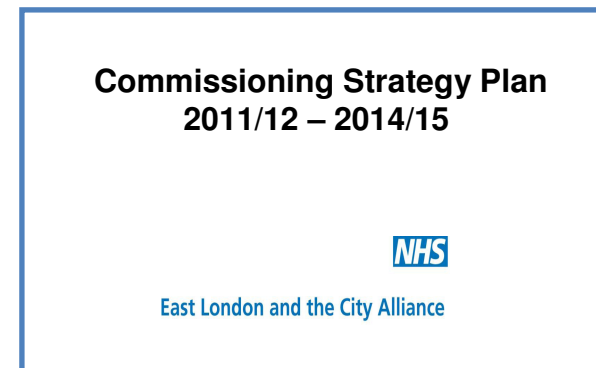 Commissioning Strategy Plan
2011/12 – 2014/15
NHS
East London and the City Alliance